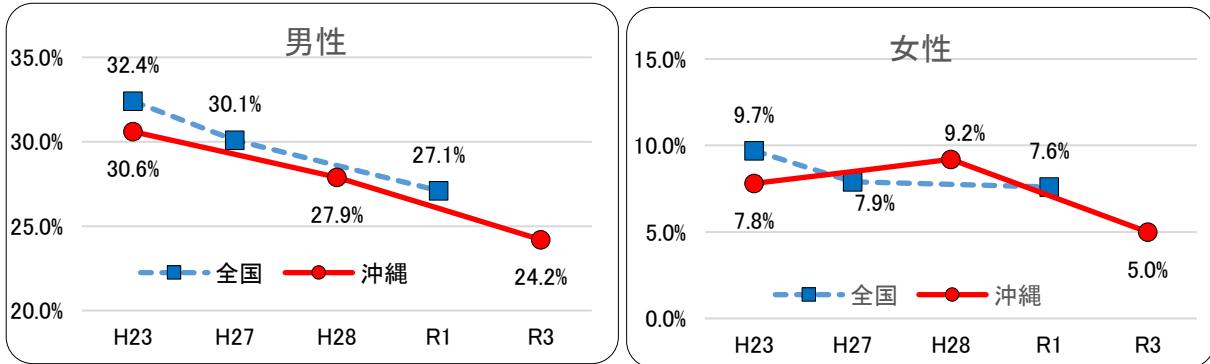 男性
35.0%
30.0%
25.0%
20.0%
32.4%
30.1%
27.1%
30.6%
27.9%
24.2%
全国
沖縄
H23 H27 H28 R1 R3
女性
15.0%
10.0%
5.0%
0.0%
9.7%
9.2%
7.6%
7.8%
7.9%
5.0%
全国
沖縄
H23 H27 H28 R1 R3